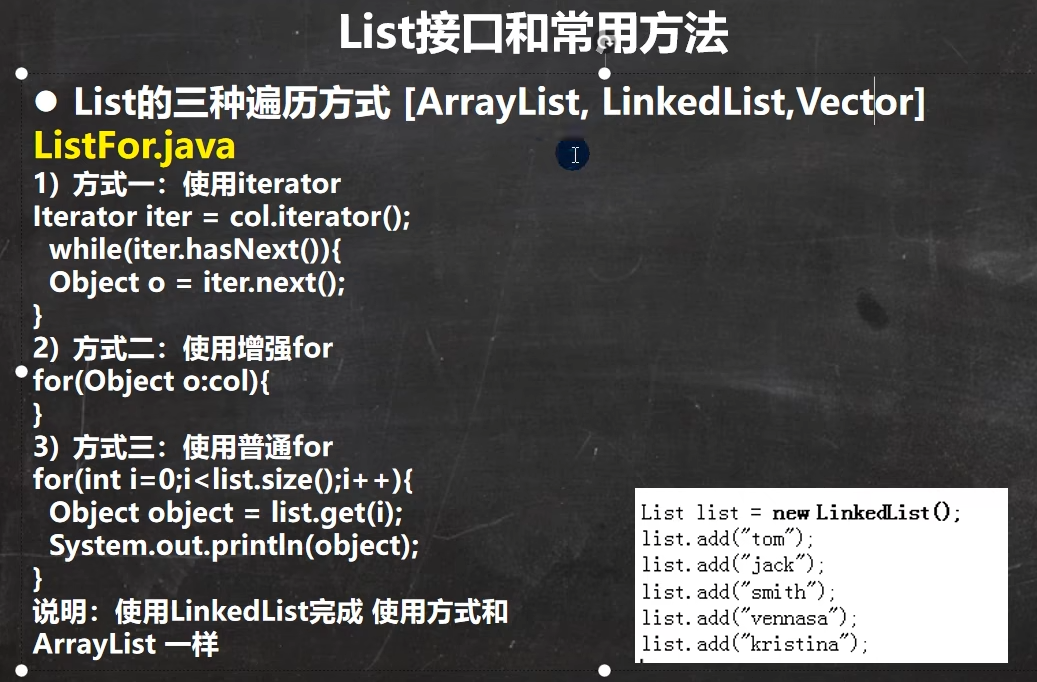 List接口和常用方法
● List的三种遍历方式 [ArrayList, LinkedList,Vector]
ListFor.java
1) 方式一：使用iterator
Iterator iter = col.iterator();
while(iter.hasNext()){
Object o = iter.next();
}
2) 方式二：使用增强for
for(Object o:col){
}
3) 方式三：使用普通for
for(int i=0;i<list.size();i++){
Object object = list.get(i);
System.out.println(object);
}
说明：使用LinkedList完成 使用方式和
ArrayList 一样
List list = new LinkedList();
list.add("tom");
list.add("jack");
list.add("smith");
list.add("vennasa");
list.add("kristina");